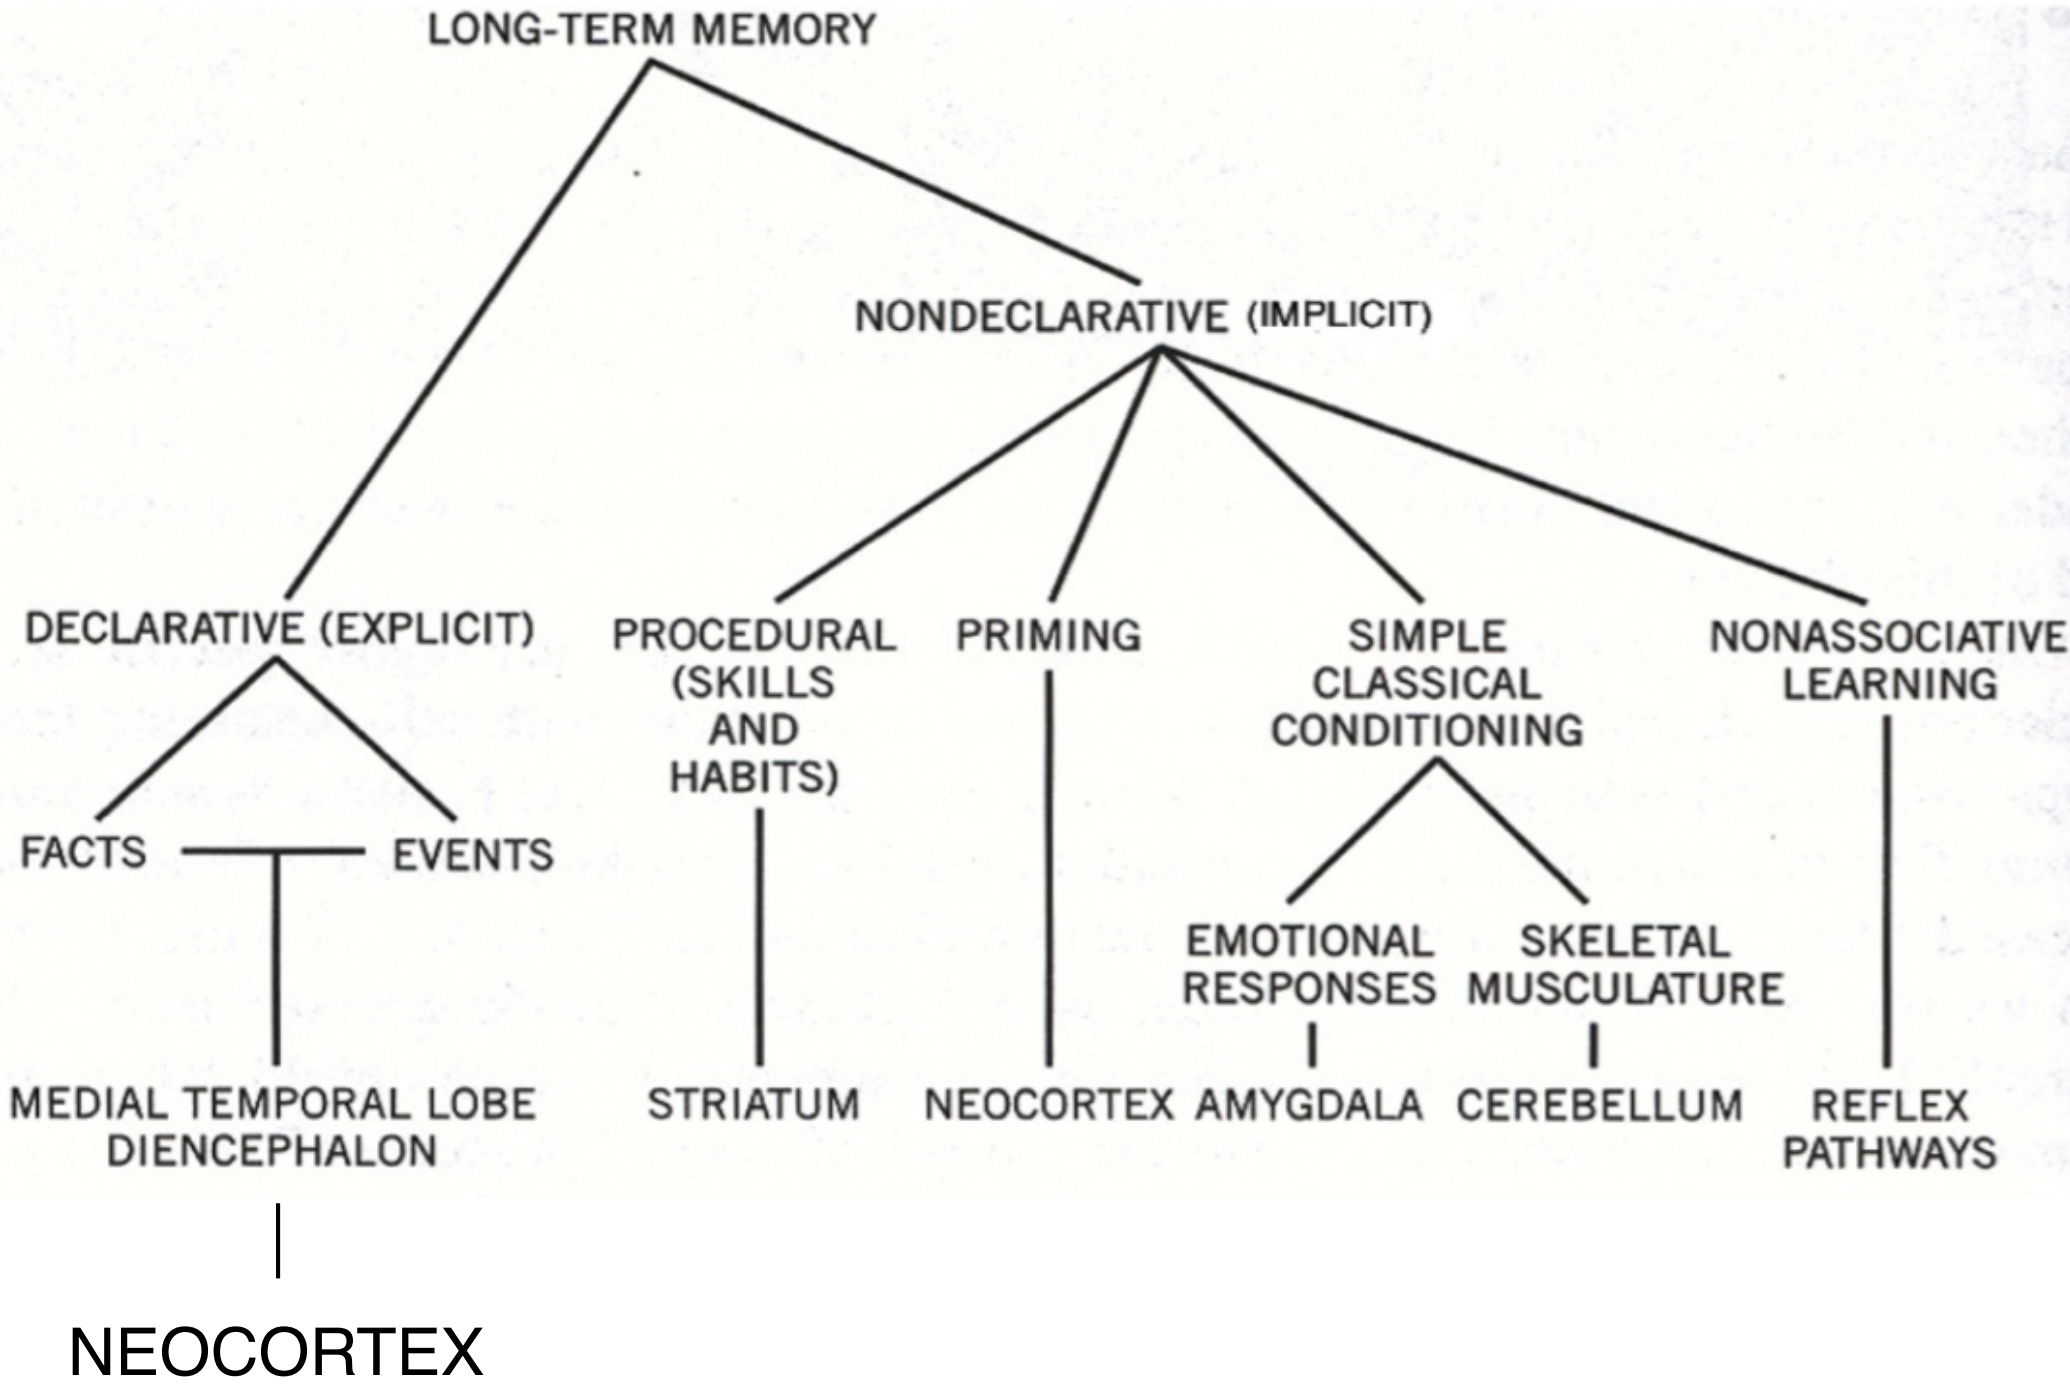 LONG-TERM MEMORY
NONDECLARATIVE (IMPLICIT)
DECLARATIVE (EXPLICIT)
FACTS
EVENTS
PROCEDURAL
(SKILLS
AND
HABITS)
PRIMING
SIMPLE
CLASSICAL
CONDITIONING
NONASSOCIATIVE
LEARNING
EMOTIONAL
RESPONSES
SKELETAL
MUSCULATURE
MEDIAL TEMPORAL LOBE
DIENCEPHALON
STRIATUM
NEOCORTEX
AMYGDALA
CEREBELLUM
REFLEX
PATHWAYS
NEOCORTEX